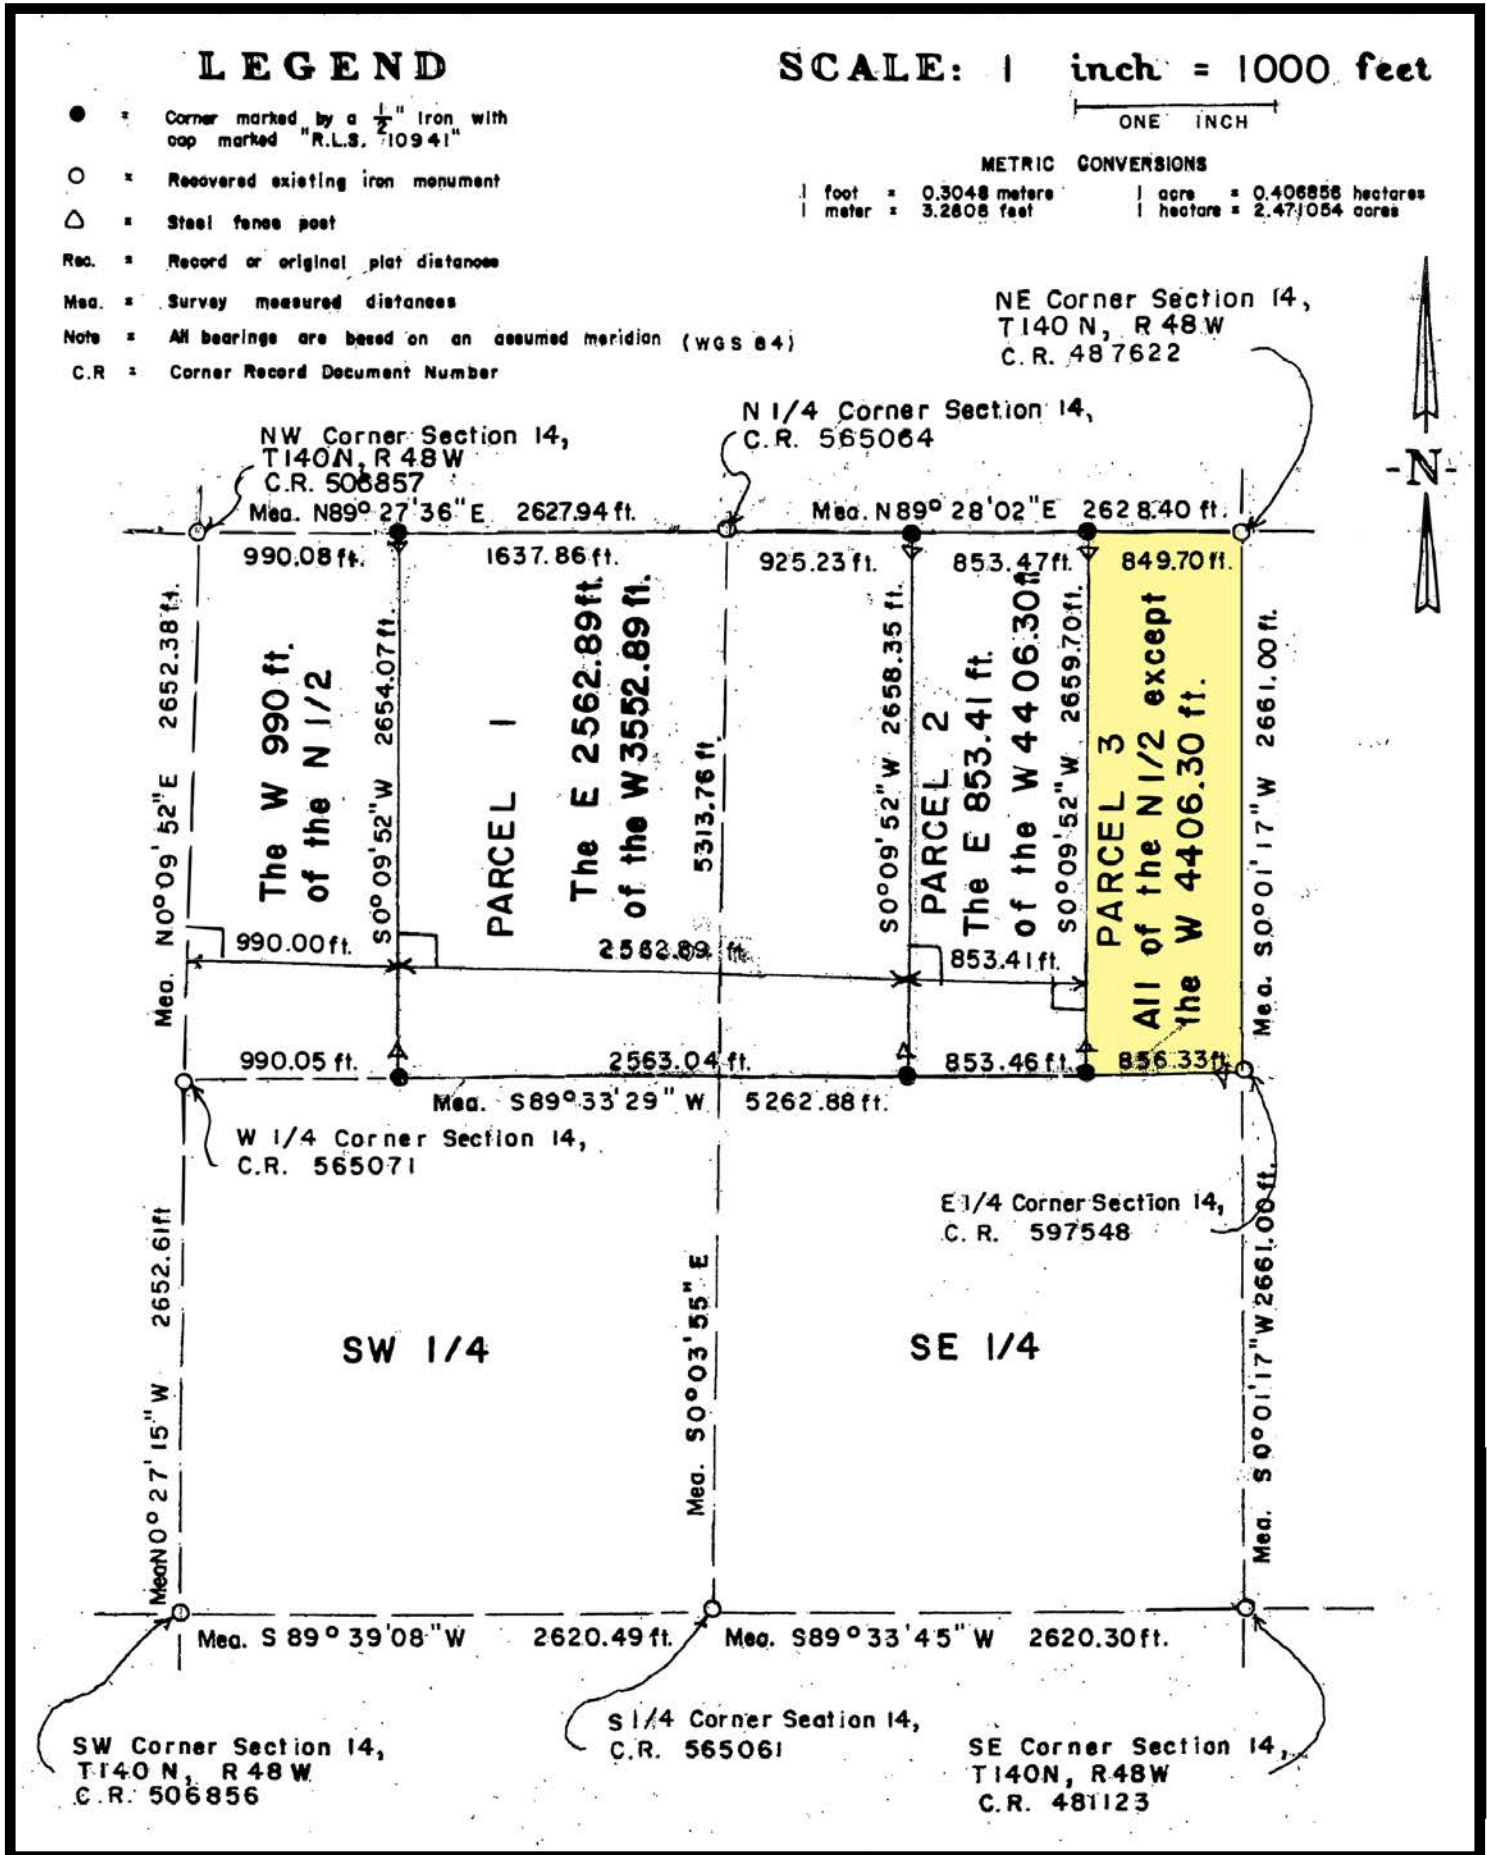 LEGEND
● = Corner marked by a 1/2" iron with
cap marked "R.L.S. 10941"
○ = Recovered existing iron monument
△ = Steel fence post
Rec. = Record or original plat distances
Mea. = Survey measured distances
Note = All bearings are based on an assumed meridian (WGS 84)
C.R = Corner Record Document Number
SCALE: 1 inch = 1000 feet
ONE INCH
METRIC CONVERSIONS
1 foot = 0.3048 meters 1 acre = 0.406856 hectares
1 meter = 3.2808 feet 1 hectare = 2.471054 acres
NE Corner Section 14,
T140 N, R 48 W
C.R. 487622
N 1/4 Corner Section 14,
C.R. 565064
NW Corner Section 14,
T140N, R 48 W
C.R. 506857
-N-
Mea. N89° 27'36"E 2627.94 ft.
Mea. N89° 28'02"E 2628.40 ft.
990.08 ft.
1637.86 ft.
925.23 ft.
853.47 ft.
849.70 ft.
Mea. N0°09'52"E 2652.38 ft.
The W 990 ft.
of the N 1/2
S0°09'52"W 2654.07 ft.
PARCEL 1
The E 2562.89 ft.
of the W 3552.89 ft.
5313.76 ft.
S0°09'52"W 2658.35 ft.
PARCEL 2
The E 853.41 ft.
of the W 4406.30 ft.
S0°09'52"W 2659.70 ft.
PARCEL 3
All of the N 1/2 except
the W 4406.30 ft.
Mea. S0°01'17"W 2661.00 ft.
990.00 ft.
2562.89 ft.
853.41 ft.
990.05 ft.
2563.04 ft.
853.46 ft.
856.33 ft.
Mea. S89°33'29"W 5262.88 ft.
W 1/4 Corner Section 14,
C.R. 565071
E 1/4 Corner Section 14,
C.R. 597548
Mea N0°27'15"W 2652.61 ft
SW 1/4
Mea. S0°03'55"E
SE 1/4
Mea. S0°01'17"W 2661.00 ft.
Mea. S 89°39'08"W 2620.49 ft.
Mea. S89°33'45"W 2620.30 ft.
SW Corner Section 14,
T140 N, R 48 W
C.R. 506856
S 1/4 Corner Section 14,
C.R. 565061
SE Corner Section 14,
T140N, R48W
C.R. 481123